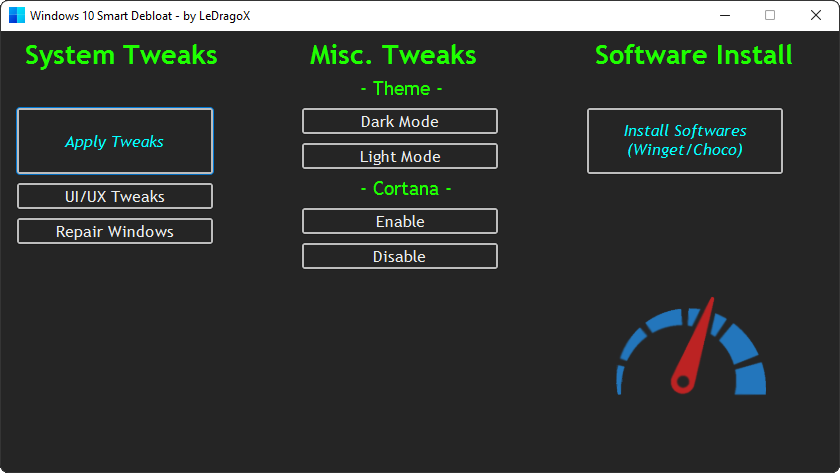 Windows 10 Smart Debloat - by LeDragoX
System Tweaks
Apply Tweaks
UI/UX Tweaks
Repair Windows
Misc. Tweaks
- Theme -
Dark Mode
Light Mode
- Cortana -
Enable
Disable
Software Install
Install Softwares
(Winget/Choco)